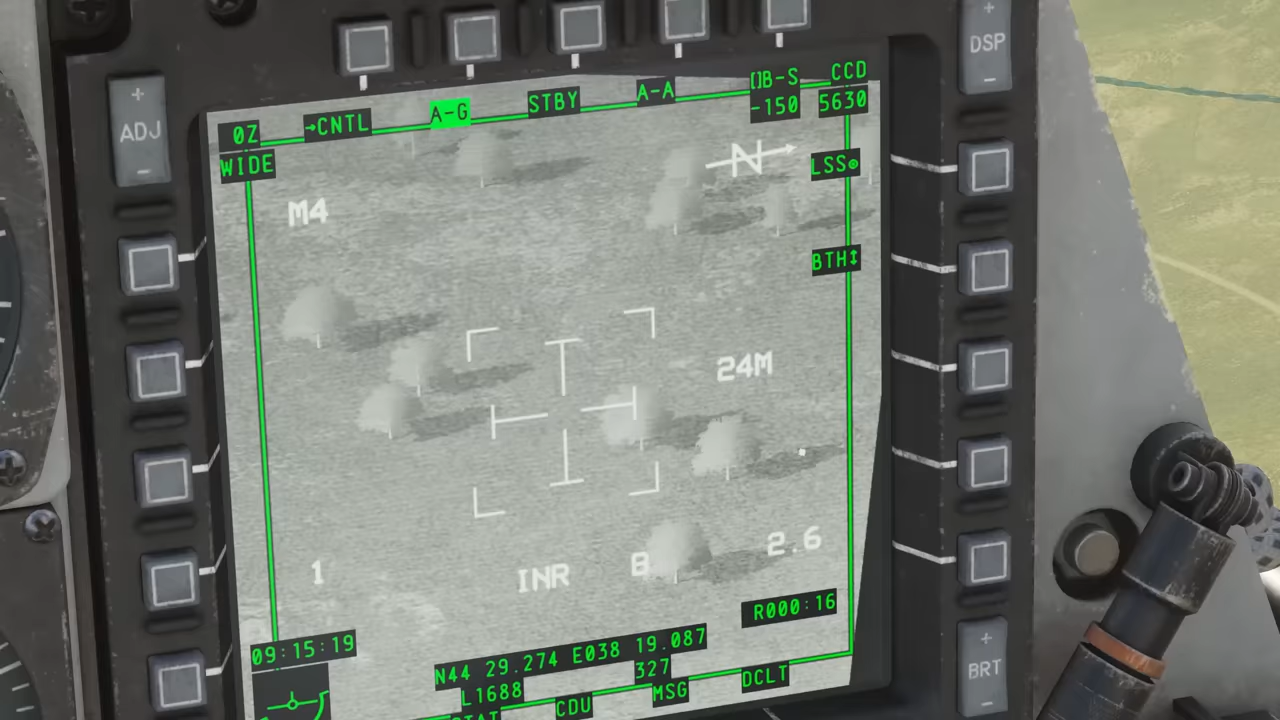 +
DSP
−
+
ADJ
−
0Z
→CNTL
A-G
STBY
A-A
[]B-S
CCD
-150
5630
WIDE
N
LSS⊙
M4
BTH↕
24M
1
INR
B
2.6
R000:16
09:15:19
N44 29.274 E038 19.087
327
L1688
MSG
DCLT
CDU
STAT
+
BRT
−